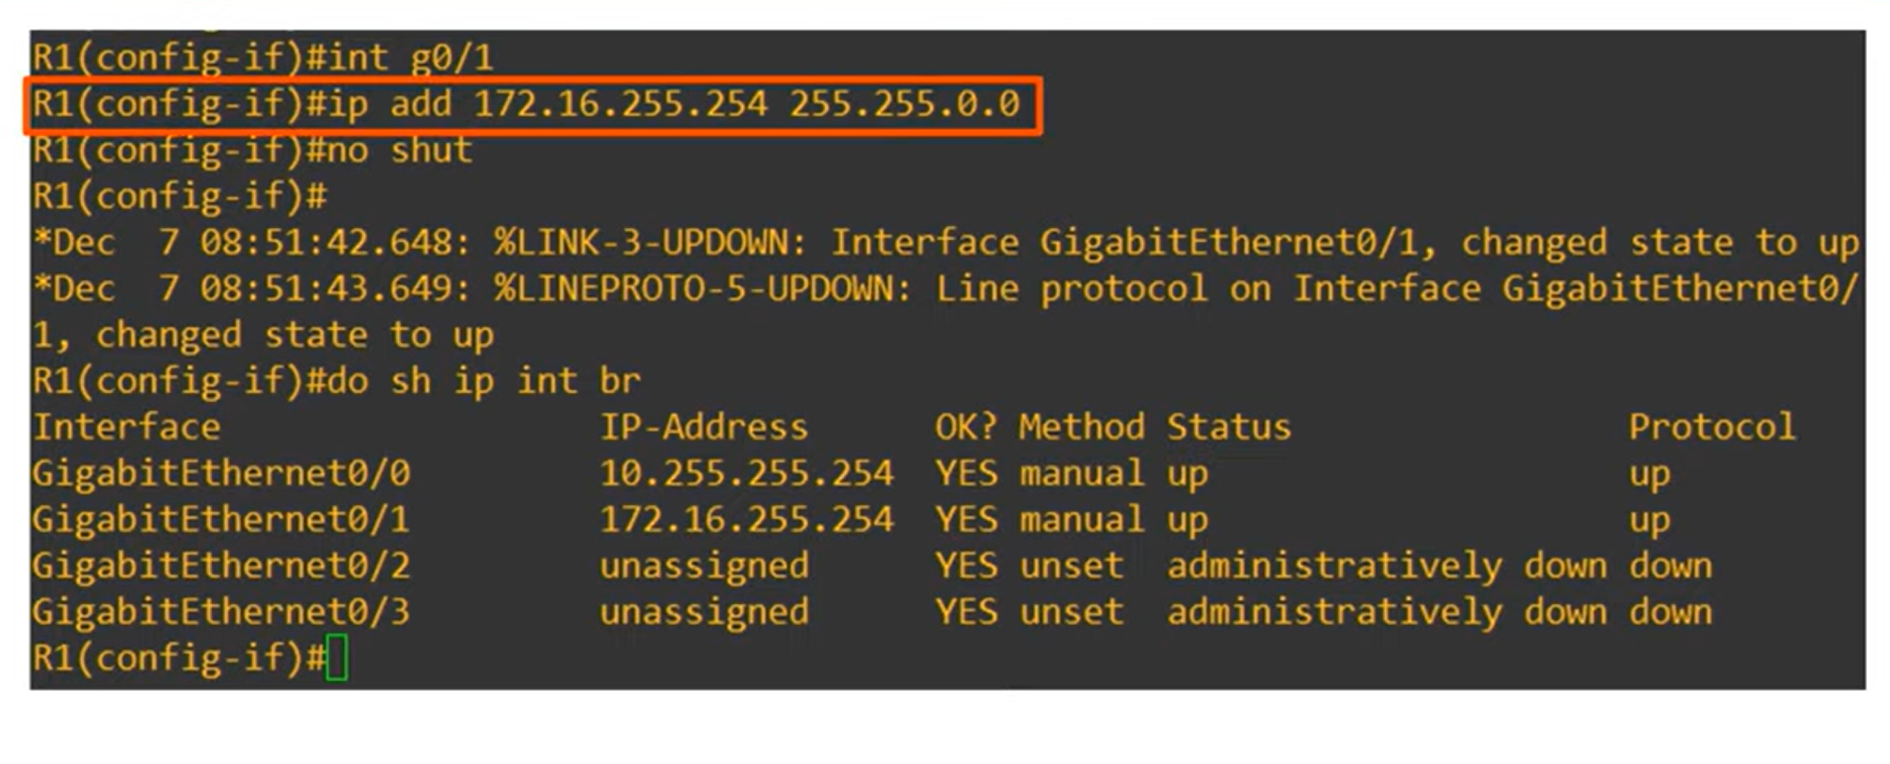 R1(config-if)#int g0/1
R1(config-if)#ip add 172.16.255.254 255.255.0.0
R1(config-if)#no shut
R1(config-if)#
*Dec  7 08:51:42.648: %LINK-3-UPDOWN: Interface GigabitEthernet0/1, changed state to up
*Dec  7 08:51:43.649: %LINEPROTO-5-UPDOWN: Line protocol on Interface GigabitEthernet0/
1, changed state to up
R1(config-if)#do sh ip int br
Interface                  IP-Address      OK? Method Status                Protocol
GigabitEthernet0/0         10.255.255.254  YES manual up                    up
GigabitEthernet0/1         172.16.255.254  YES manual up                    up
GigabitEthernet0/2         unassigned      YES unset  administratively down down
GigabitEthernet0/3         unassigned      YES unset  administratively down down
R1(config-if)#